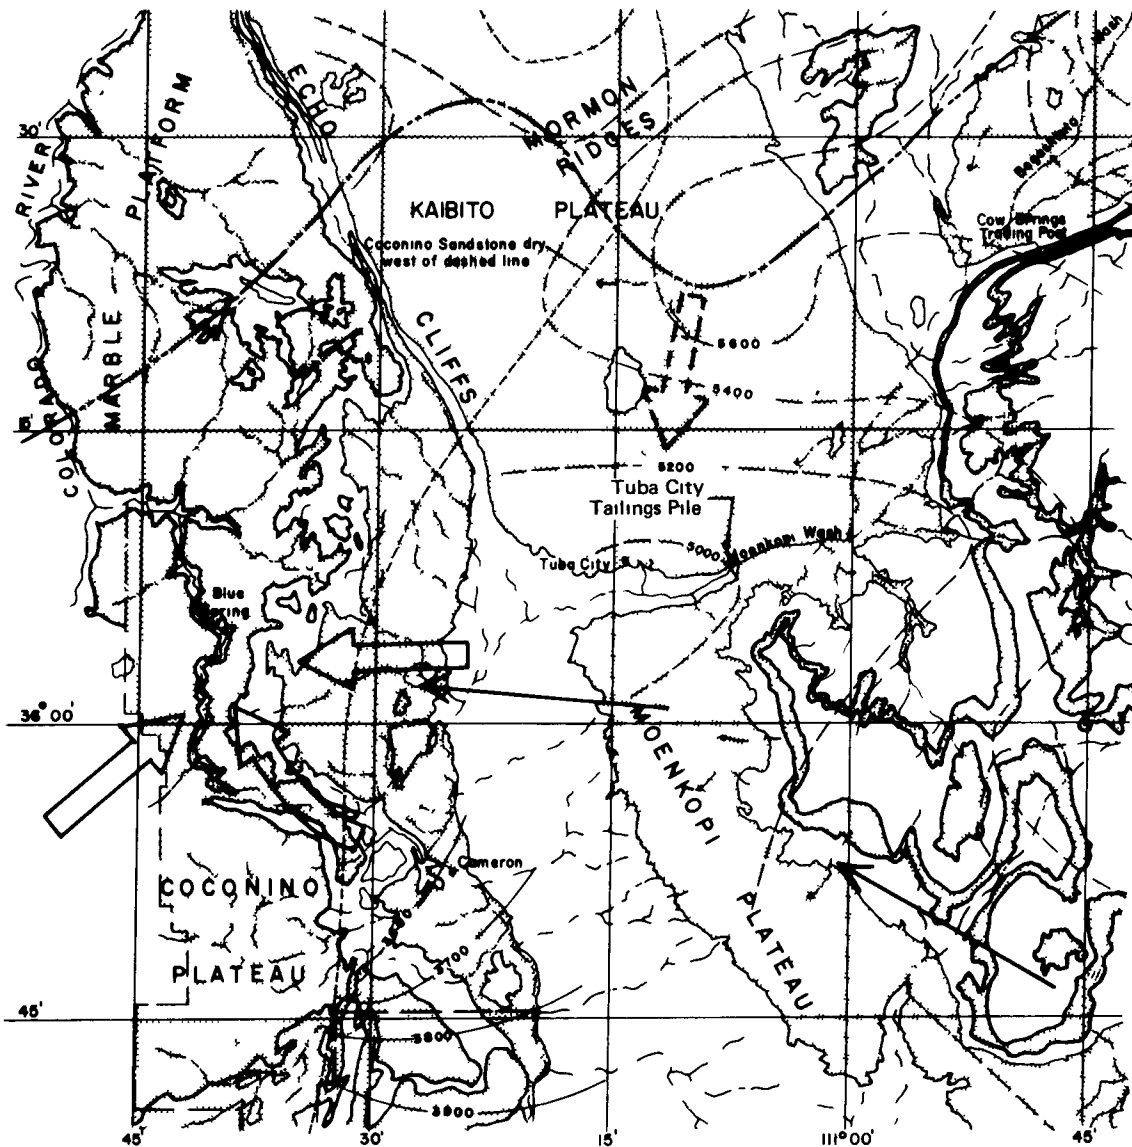 ECHO
MORMON
RIDGES
Wash
30'
RIVER
PLATFORM
KAIBITO PLATEAU
Cow Springs
Trading Post
Coconino Sandstone dry
west of dashed line
MARBLE
CLIFFS
5600
5400
COLORADO
5200
Tuba City
Tailings Pile
5000
Moenkopi Wash
Tuba City
Blue
Spring
36°00'
MOENKOPI
PLATEAU
Cameron
COCONINO
PLATEAU
3700
45'
3800
3900
45'
30'
15'
111°00'
45'